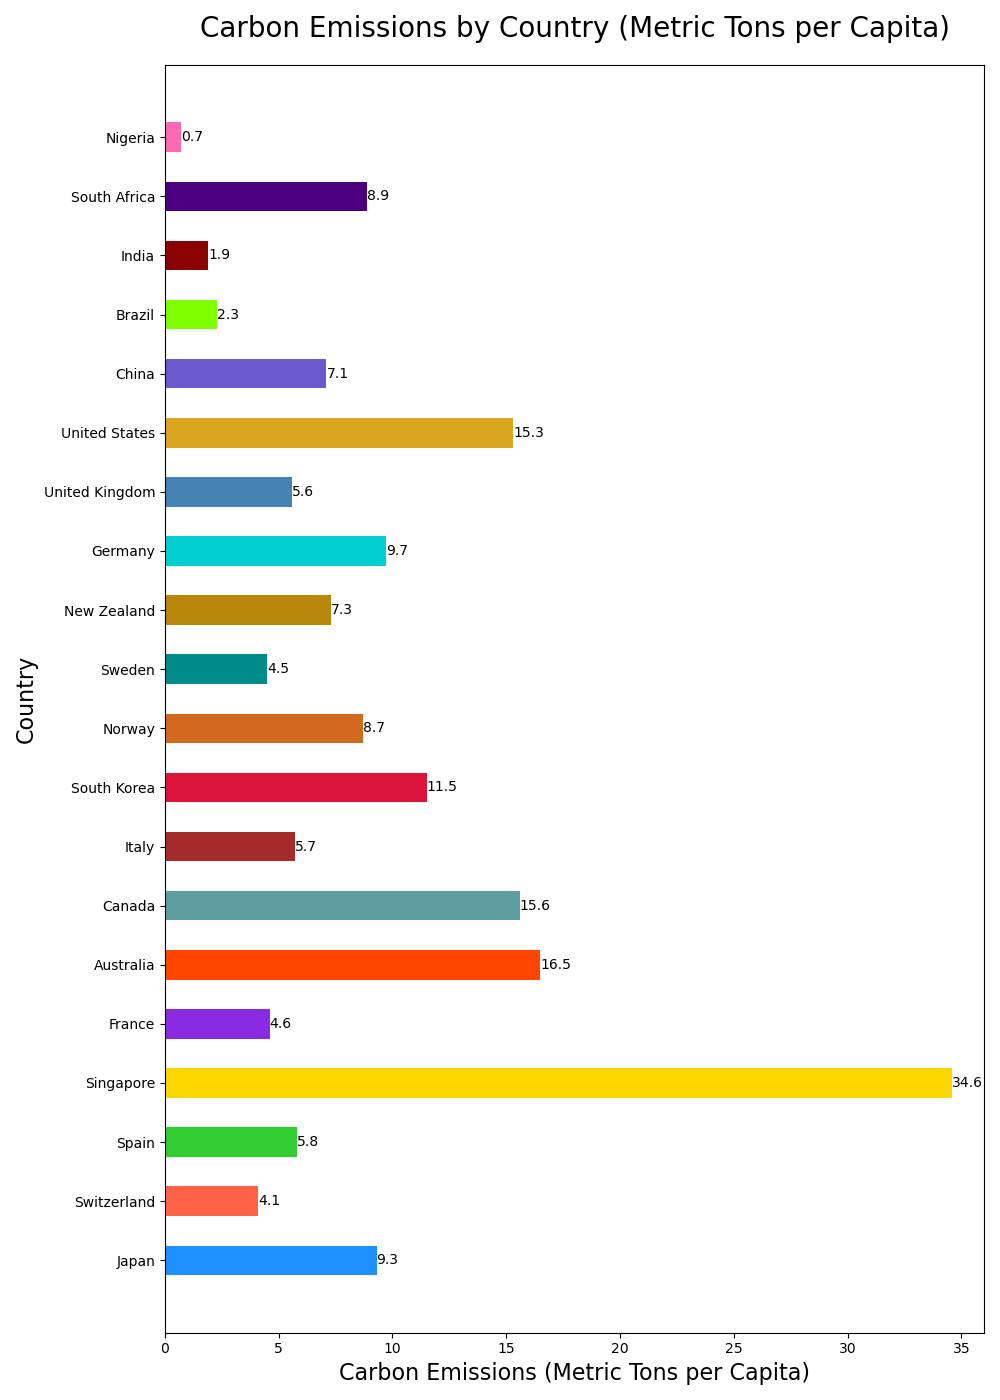 Carbon Emissions by Country (Metric Tons per Capita)
Nigeria 0.7
South Africa 8.9
India 1.9
Brazil 2.3
China 7.1
United States 15.3
United Kingdom 5.6
Germany 9.7
New Zealand 7.3
Sweden 4.5
Norway 8.7
South Korea 11.5
Italy 5.7
Canada 15.6
Australia 16.5
France 4.6
Singapore 34.6
Spain 5.8
Switzerland 4.1
Japan 9.3
Country
0 5 10 15 20 25 30 35
Carbon Emissions (Metric Tons per Capita)